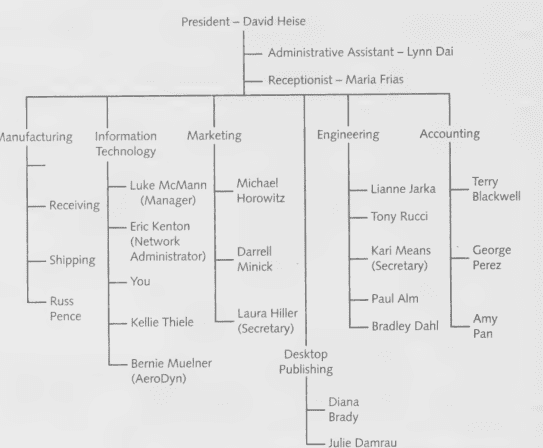 President – David Heise
Administrative Assistant – Lynn Dai
Receptionist – Maria Frias
Manufacturing
Receiving
Shipping
Russ
Pence
Information
Technology
Luke McMann
(Manager)
Eric Kenton
(Network
Administrator)
You
Kellie Thiele
Bernie Muelner
(AeroDyn)
Marketing
Michael
Horowitz
Darrell
Minick
Laura Hiller
(Secretary)
Desktop
Publishing
Diana
Brady
Julie Damrau
Engineering
Lianne Jarka
Tony Rucci
Kari Means
(Secretary)
Paul Alm
Bradley Dahl
Accounting
Terry
Blackwell
George
Perez
Amy
Pan